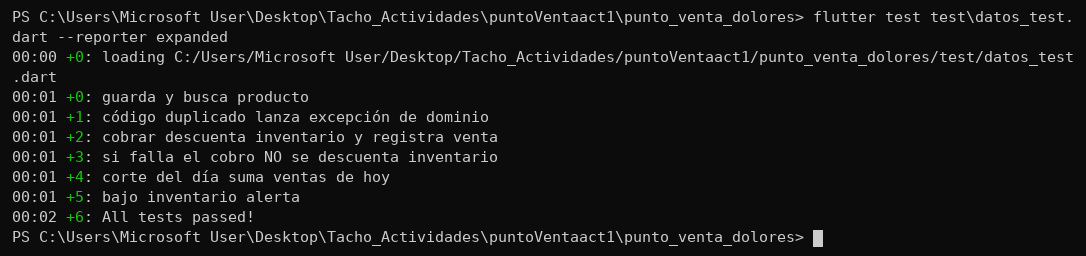 PS C:\Users\Microsoft User\Desktop\Tacho_Actividades\puntoVentaact1\punto_venta_dolores> flutter test test\datos_test.
dart --reporter expanded
00:00 +0: loading C:/Users/Microsoft User/Desktop/Tacho_Actividades/puntoVentaact1/punto_venta_dolores/test/datos_test
.dart
00:01 +0: guarda y busca producto
00:01 +1: código duplicado lanza excepción de dominio
00:01 +2: cobrar descuenta inventario y registra venta
00:01 +3: si falla el cobro NO se descuenta inventario
00:01 +4: corte del día suma ventas de hoy
00:01 +5: bajo inventario alerta
00:02 +6: All tests passed!
PS C:\Users\Microsoft User\Desktop\Tacho_Actividades\puntoVentaact1\punto_venta_dolores>